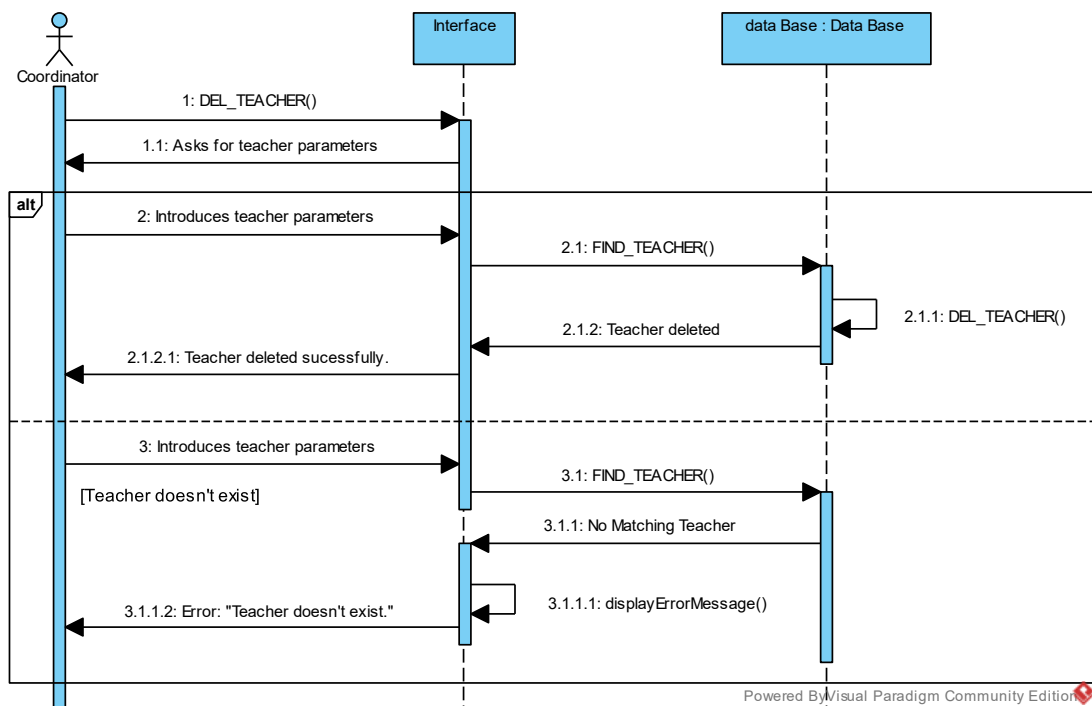 Interface
data Base : Data Base
Coordinator
1: DEL_TEACHER()
1.1: Asks for teacher parameters
alt
2: Introduces teacher parameters
2.1: FIND_TEACHER()
2.1.1: DEL_TEACHER()
2.1.2: Teacher deleted
2.1.2.1: Teacher deleted sucessfully.
3: Introduces teacher parameters
3.1: FIND_TEACHER()
[Teacher doesn't exist]
3.1.1: No Matching Teacher
3.1.1.1: displayErrorMessage()
3.1.1.2: Error: "Teacher doesn't exist."
Powered ByVisual Paradigm Community Edition